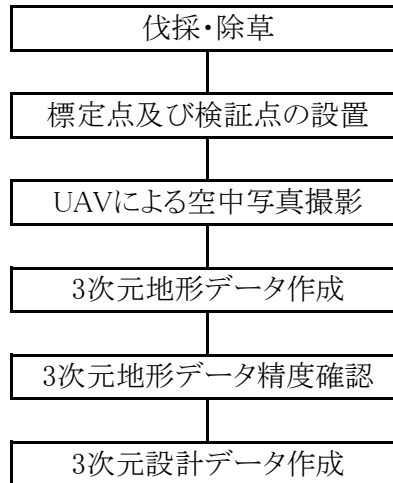 伐採・除草
標定点及び検証点の設置
UAVによる空中写真撮影
3次元地形データ作成
3次元地形データ精度確認
3次元設計データ作成